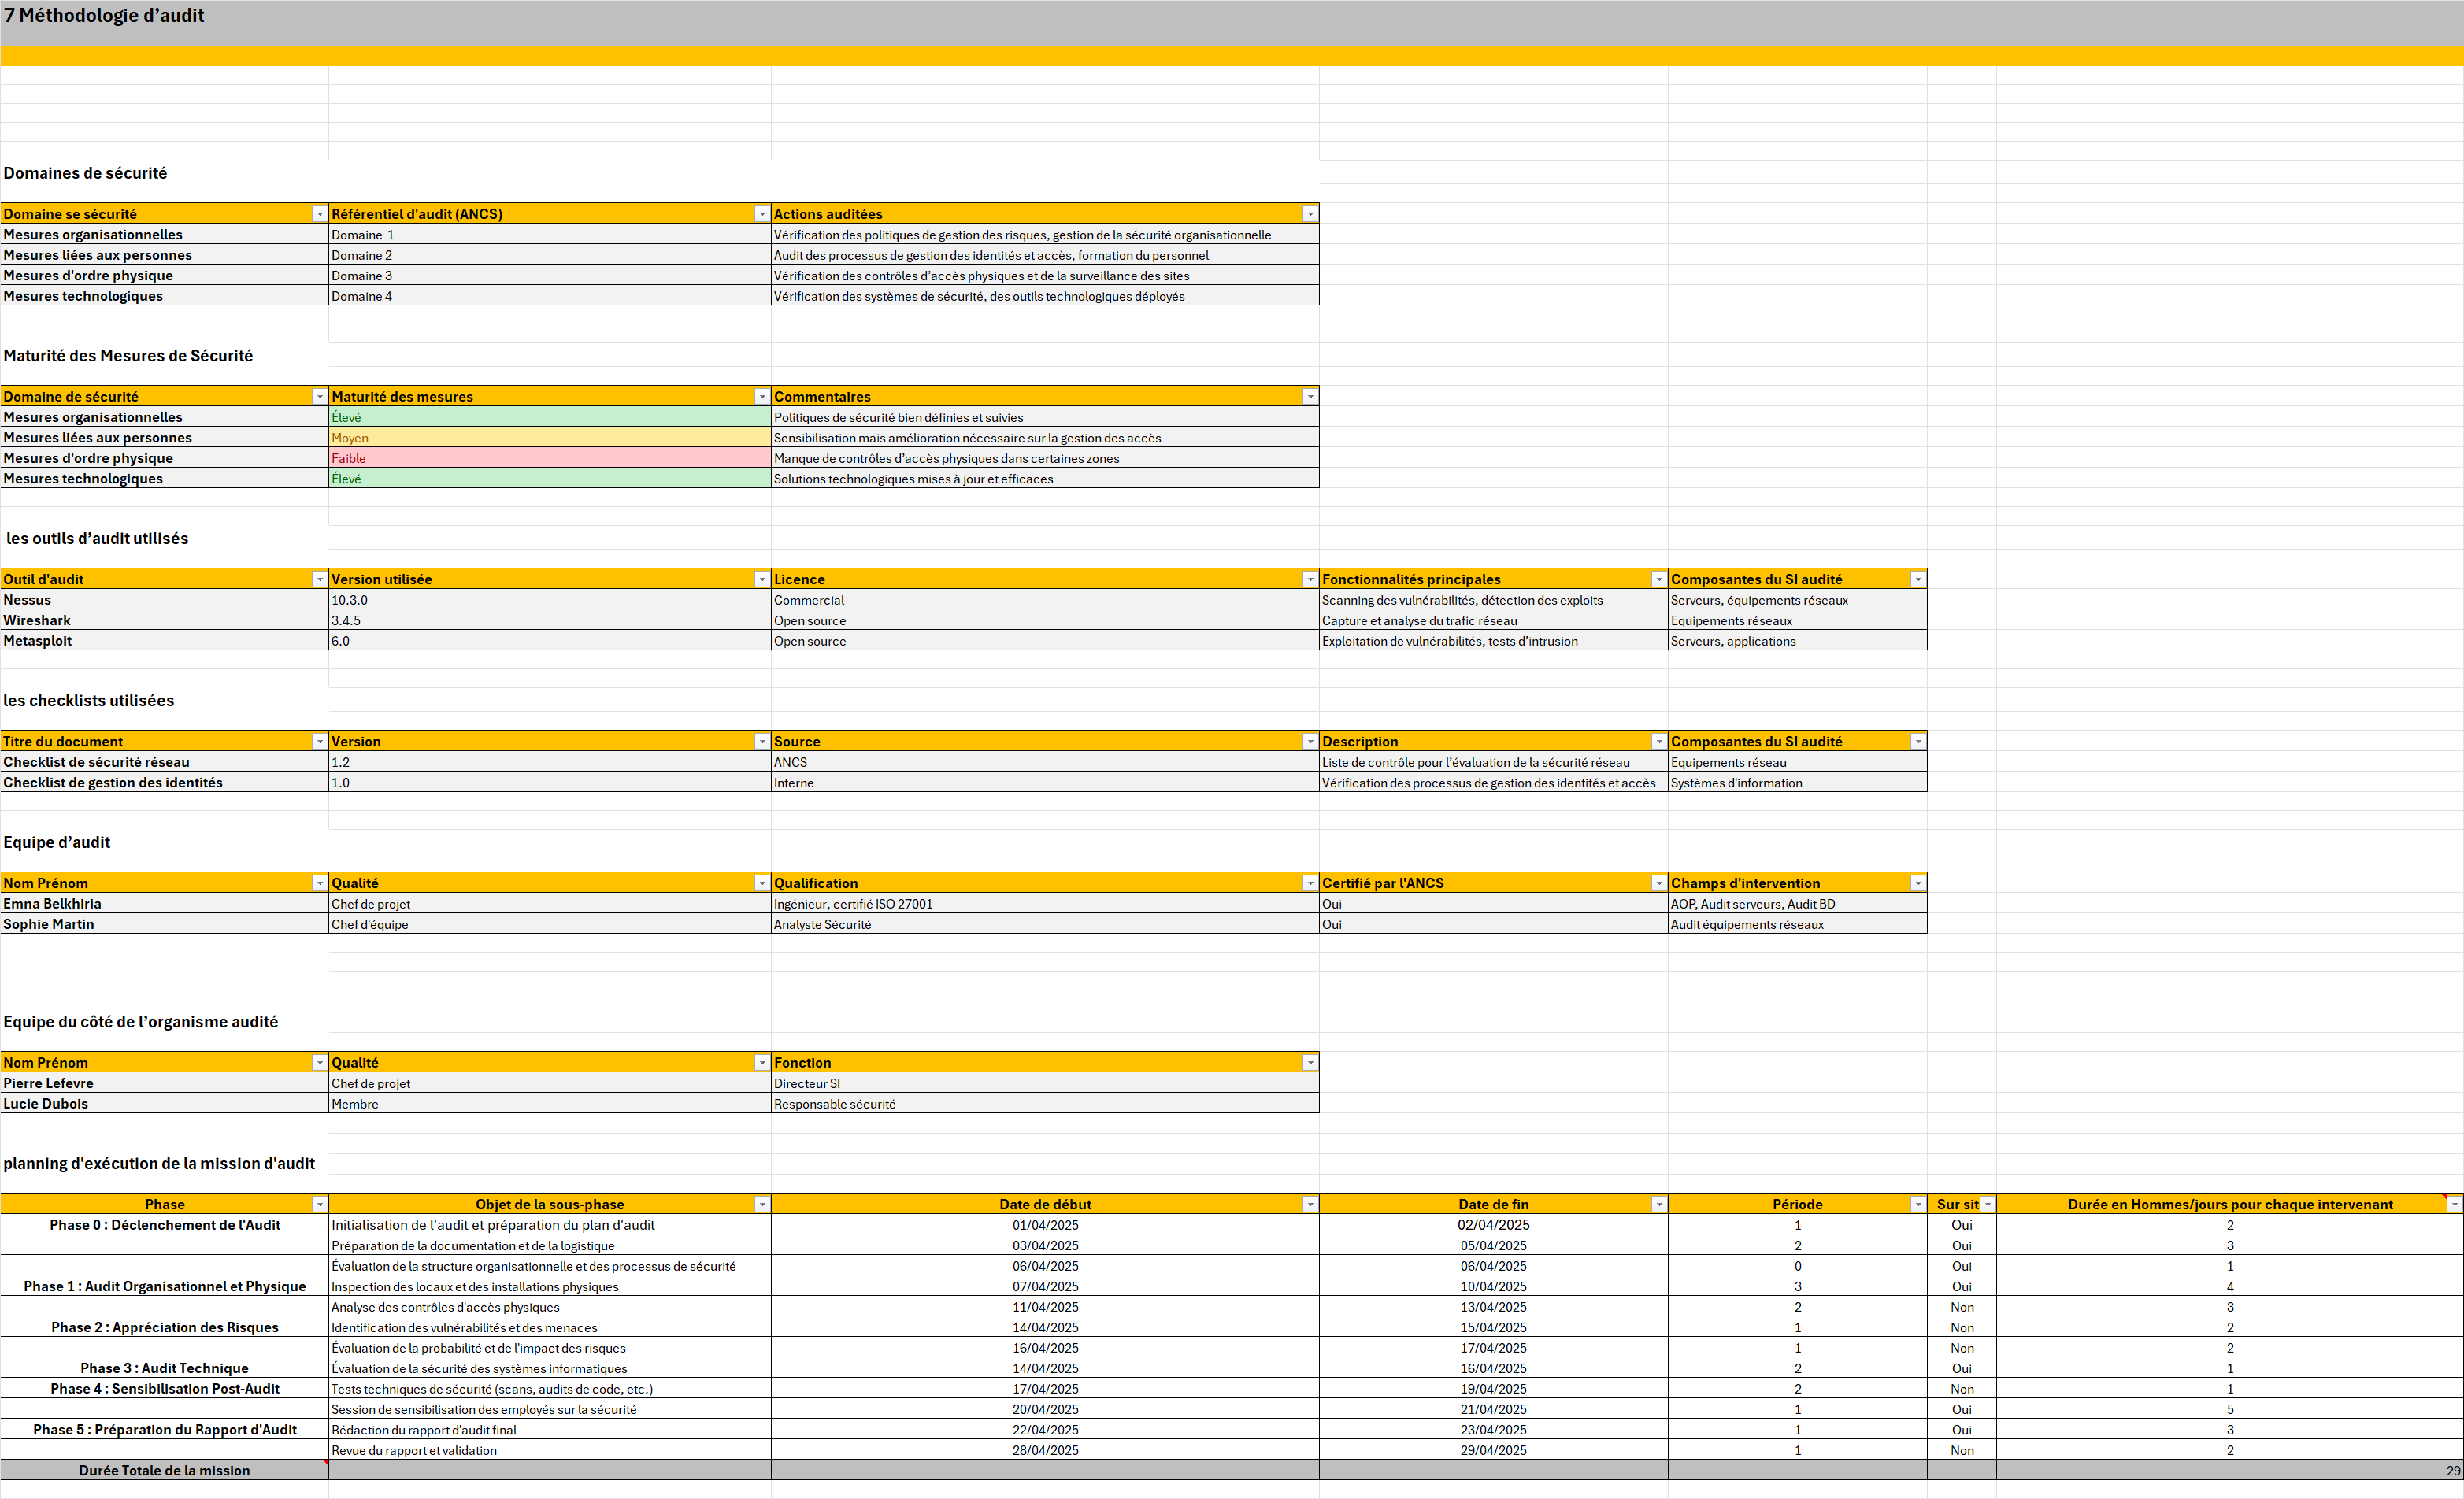 7 Méthodologie d’audit
Domaines de sécurité
Domaine se sécurité Référentiel d'audit (ANCS) Actions auditées
Mesures organisationnelles Domaine 1 Vérification des politiques de gestion des risques, gestion de la sécurité organisationnelle
Mesures liées aux personnes Domaine 2 Audit des processus de gestion des identités et accès, formation du personnel
Mesures d'ordre physique Domaine 3 Vérification des contrôles d’accès physiques et de la surveillance des sites
Mesures technologiques Domaine 4 Vérification des systèmes de sécurité, des outils technologiques déployés
Maturité des Mesures de Sécurité
Domaine de sécurité Maturité des mesures Commentaires
Mesures organisationnelles Élevé Politiques de sécurité bien définies et suivies
Mesures liées aux personnes Moyen Sensibilisation mais amélioration nécessaire sur la gestion des accès
Mesures d'ordre physique Faible Manque de contrôles d’accès physiques dans certaines zones
Mesures technologiques Élevé Solutions technologiques mises à jour et efficaces
les outils d’audit utilisés
Outil d'audit Version utilisée Licence Fonctionnalités principales Composantes du SI audité
Nessus 10.3.0 Commercial Scanning des vulnérabilités, détection des exploits Serveurs, équipements réseaux
Wireshark 3.4.5 Open source Capture et analyse du trafic réseau Equipements réseaux
Metasploit 6.0 Open source Exploitation de vulnérabilités, tests d’intrusion Serveurs, applications
les checklists utilisées
Titre du document Version Source Description Composantes du SI audité
Checklist de sécurité réseau 1.2 ANCS Liste de contrôle pour l’évaluation de la sécurité réseau Equipements réseau
Checklist de gestion des identités 1.0 Interne Vérification des processus de gestion des identités et accès Systèmes d'information
Equipe d’audit
Nom Prénom Qualité Qualification Certifié par l'ANCS Champs d'intervention
Emna Belkhiria Chef de projet Ingénieur, certifié ISO 27001 Oui AOP, Audit serveurs, Audit BD
Sophie Martin Chef d'équipe Analyste Sécurité Oui Audit équipements réseaux
Equipe du côté de l’organisme audité
Nom Prénom Qualité Fonction
Pierre Lefevre Chef de projet Directeur SI
Lucie Dubois Membre Responsable sécurité
planning d'exécution de la mission d'audit
Phase Objet de la sous-phase Date de début Date de fin Période Sur sit Durée en Hommes/jours pour chaque intervenant
Phase 0 : Déclenchement de l'Audit Initialisation de l'audit et préparation du plan d'audit 01/04/2025 02/04/2025 1 Oui 2
Préparation de la documentation et de la logistique 03/04/2025 05/04/2025 2 Oui 3
Évaluation de la structure organisationnelle et des processus de sécurité 06/04/2025 06/04/2025 0 Oui 1
Phase 1 : Audit Organisationnel et Physique Inspection des locaux et des installations physiques 07/04/2025 10/04/2025 3 Oui 4
Analyse des contrôles d'accès physiques 11/04/2025 13/04/2025 2 Non 3
Phase 2 : Appréciation des Risques Identification des vulnérabilités et des menaces 14/04/2025 15/04/2025 1 Non 2
Évaluation de la probabilité et de l'impact des risques 16/04/2025 17/04/2025 1 Non 2
Phase 3 : Audit Technique Évaluation de la sécurité des systèmes informatiques 14/04/2025 16/04/2025 2 Oui 1
Phase 4 : Sensibilisation Post-Audit Tests techniques de sécurité (scans, audits de code, etc.) 17/04/2025 19/04/2025 2 Non 1
Session de sensibilisation des employés sur la sécurité 20/04/2025 21/04/2025 1 Oui 5
Phase 5 : Préparation du Rapport d'Audit Rédaction du rapport d'audit final 22/04/2025 23/04/2025 1 Oui 3
Revue du rapport et validation 28/04/2025 29/04/2025 1 Non 2
Durée Totale de la mission 29